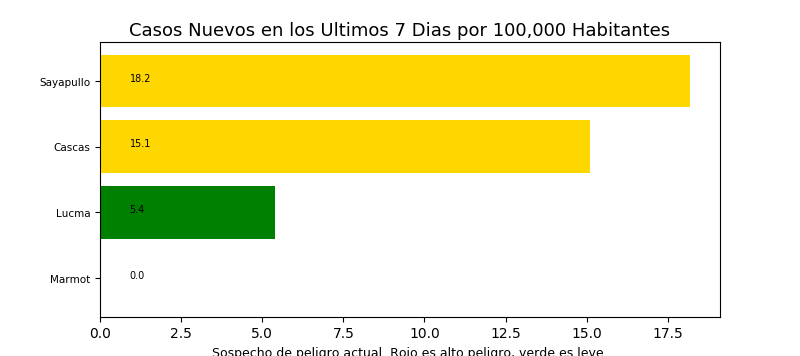 Casos Nuevos en los Ultimos 7 Dias por 100,000 Habitantes
Sayapullo 18.2
Cascas 15.1
Lucma 5.4
Marmot 0.0
0.0 2.5 5.0 7.5 10.0 12.5 15.0 17.5
Sospecho de peligro actual. Rojo es alto peligro, verde es leve